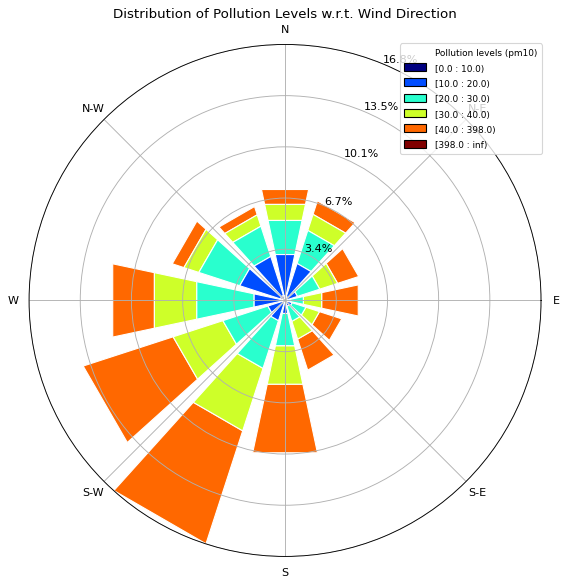 Distribution of Pollution Levels w.r.t. Wind Direction
N
N-E
E
S-E
S
S-W
W
N-W
3.4%
6.7%
10.1%
13.5%
16.8%
Pollution levels (pm10)
[0.0 : 10.0)
[10.0 : 20.0)
[20.0 : 30.0)
[30.0 : 40.0)
[40.0 : 398.0)
[398.0 : inf)